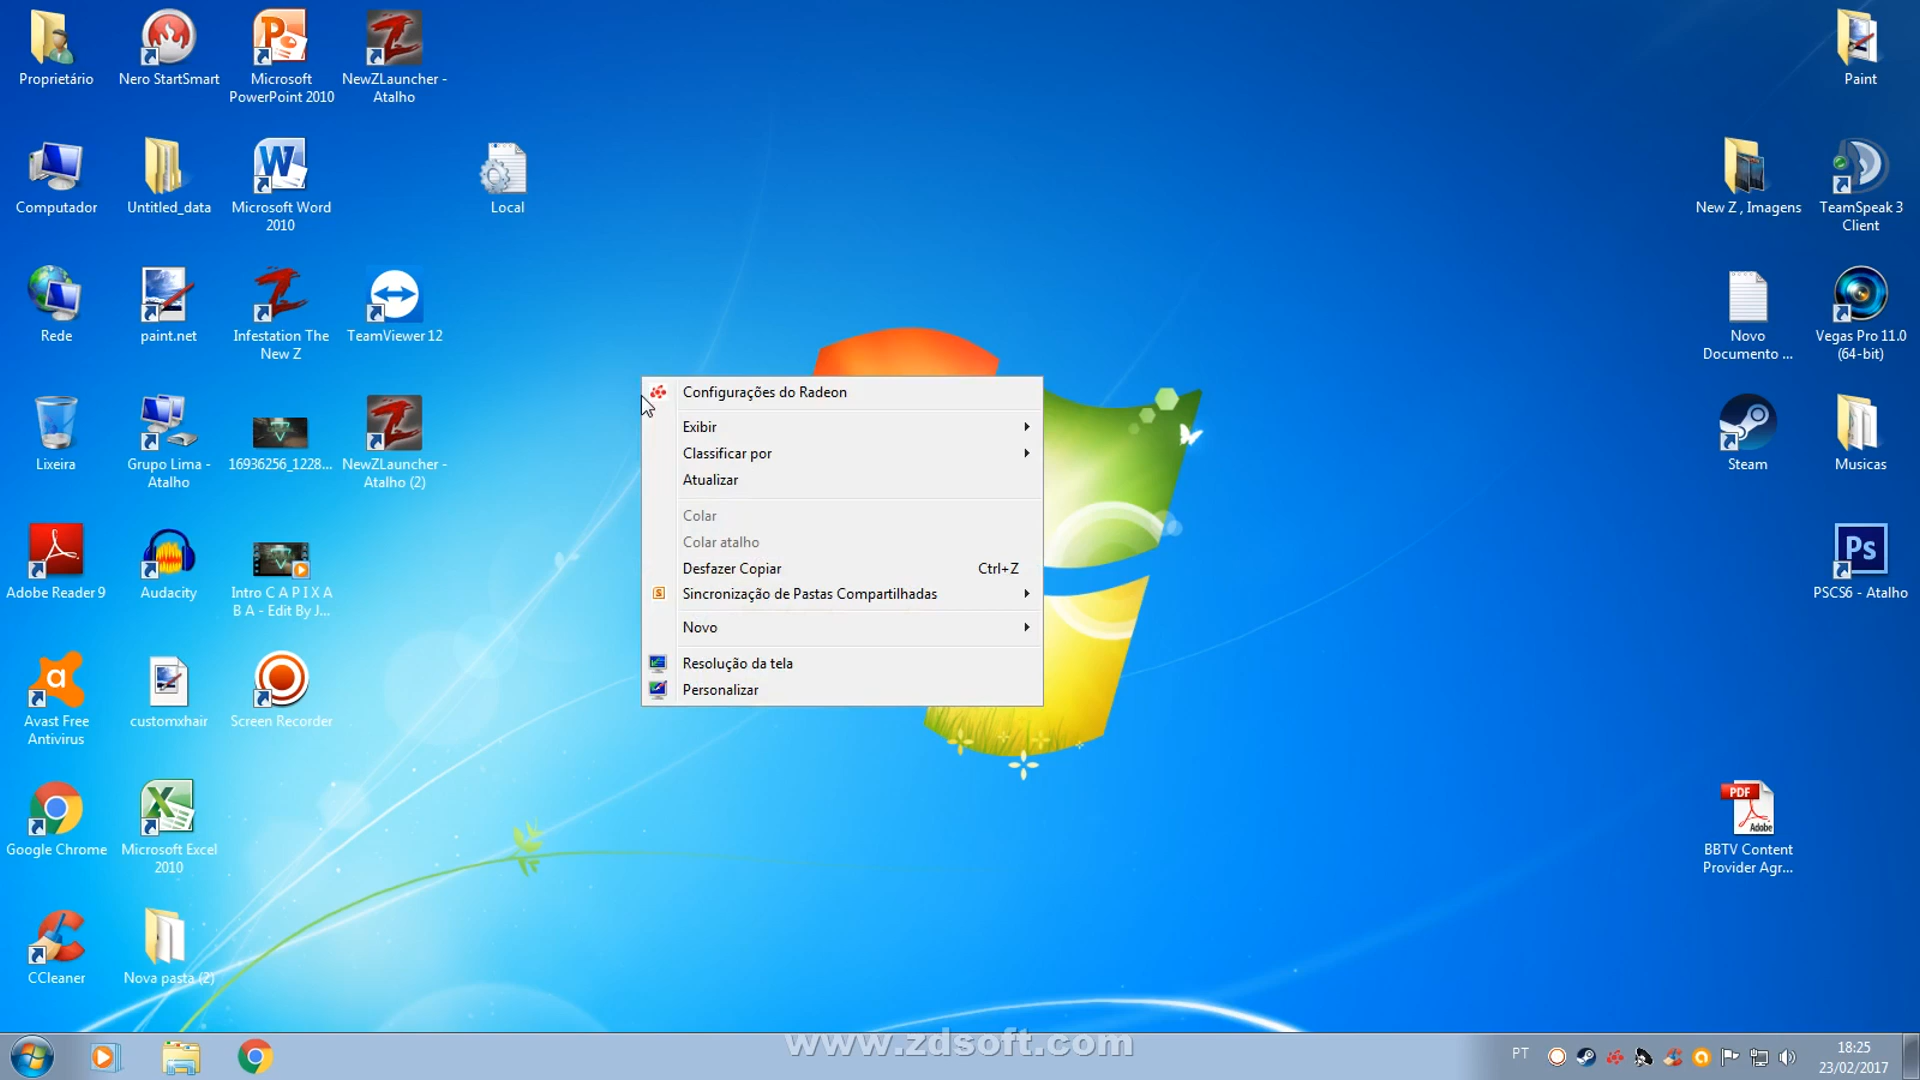 Proprietário
Nero StartSmart
Microsoft
PowerPoint 2010
NewZLauncher -
Atalho
Paint
Computador
Untitled_data
Microsoft Word
2010
Local
New Z , Imagens
TeamSpeak 3
Client
Rede
paint.net
Infestation The
New Z
TeamViewer 12
Novo
Documento ...
Vegas Pro 11.0
(64-bit)
Lixeira
Grupo Lima -
Atalho
16936256_1228...
NewZLauncher -
Atalho (2)
Steam
Musicas
Adobe Reader 9
Audacity
Intro C A P I X A
B A - Edit By J...
Ps
PSCS6 - Atalho
Avast Free
Antivirus
customxhair
Screen Recorder
Google Chrome
Microsoft Excel
2010
PDF
Adobe
BBTV Content
Provider Agr...
CCleaner
Nova pasta (2)
Configurações do Radeon
Exibir
Classificar por
Atualizar
Colar
Colar atalho
Desfazer Copiar Ctrl+Z
Sincronização de Pastas Compartilhadas
Novo
Resolução da tela
Personalizar
www.zdsoft.com
PT
18:25
23/02/2017